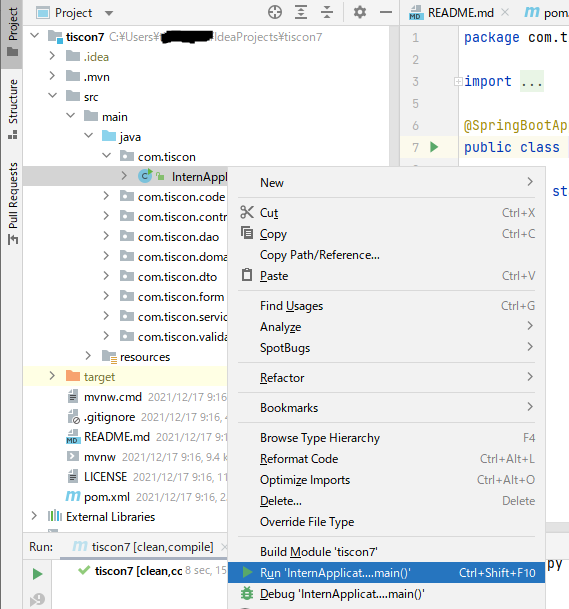 Project
Structure
Pull Requests
Project
README.md
pom.
tiscon7 C:¥Users¥ IdeaProjects¥tiscon7
.idea
.mvn
src
main
java
com.tiscon
InternAppl
com.tiscon.code
com.tiscon.contr
com.tiscon.dao
com.tiscon.doma
com.tiscon.dto
com.tiscon.form
com.tiscon.servic
com.tiscon.valida
resources
target
mvnw.cmd 2021/12/17 9:16
.gitignore 2021/12/17 9:16, 4
README.md 2021/12/17 9:1
mvnw 2021/12/17 9:16, 9.4 k
LICENSE 2021/12/17 9:16, 11
pom.xml 2021/12/17 9:16, 2.
External Libraries
1 package com.t
2
3 import ...
5
6 @SpringBootAp
7 public class
8
st
New
Cut Ctrl+X
Copy Ctrl+C
Copy Path/Reference...
Paste Ctrl+V
Find Usages Ctrl+G
Analyze
SpotBugs
Refactor
Bookmarks
Browse Type Hierarchy F4
Reformat Code Ctrl+Alt+L
Optimize Imports Ctrl+Alt+O
Delete... Delete
Override File Type
Build Module 'tiscon7'
Run 'InternApplicat....main()' Ctrl+Shift+F10
Debug 'InternApplicat....main()'
Run: tiscon7 [clean,compile]
tiscon7 [clean,cc 8 sec, 15
py